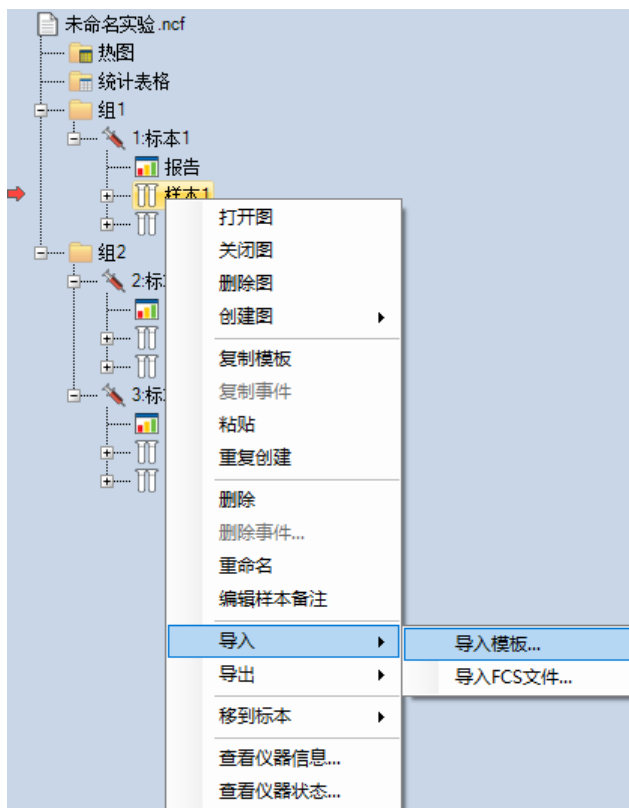 未命名实验.ncf
热图
统计表格
组1
1:标本1
报告
样本1
组2
2:标
3:标
打开图
关闭图
删除图
创建图
复制模板
复制事件
粘贴
重复创建
删除
删除事件...
重命名
编辑样本备注
导入
导出
移到标本
查看仪器信息...
查看仪器状态...
导入模板...
导入FCS文件...